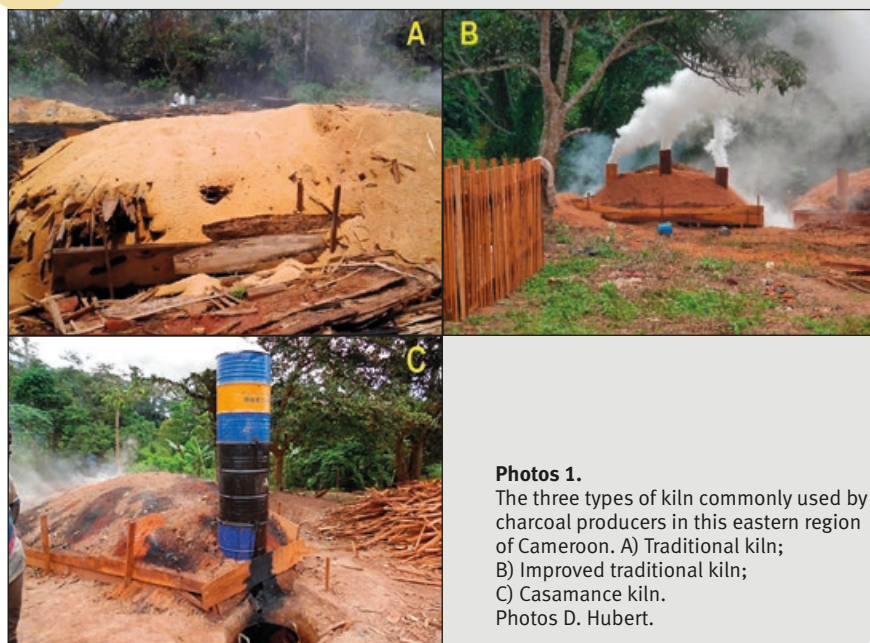 A
B
C
Photos 1.
The three types of kiln commonly used by
charcoal producers in this eastern region
of Cameroon. A) Traditional kiln;
B) Improved traditional kiln;
C) Casamance kiln.
Photos D. Hubert.